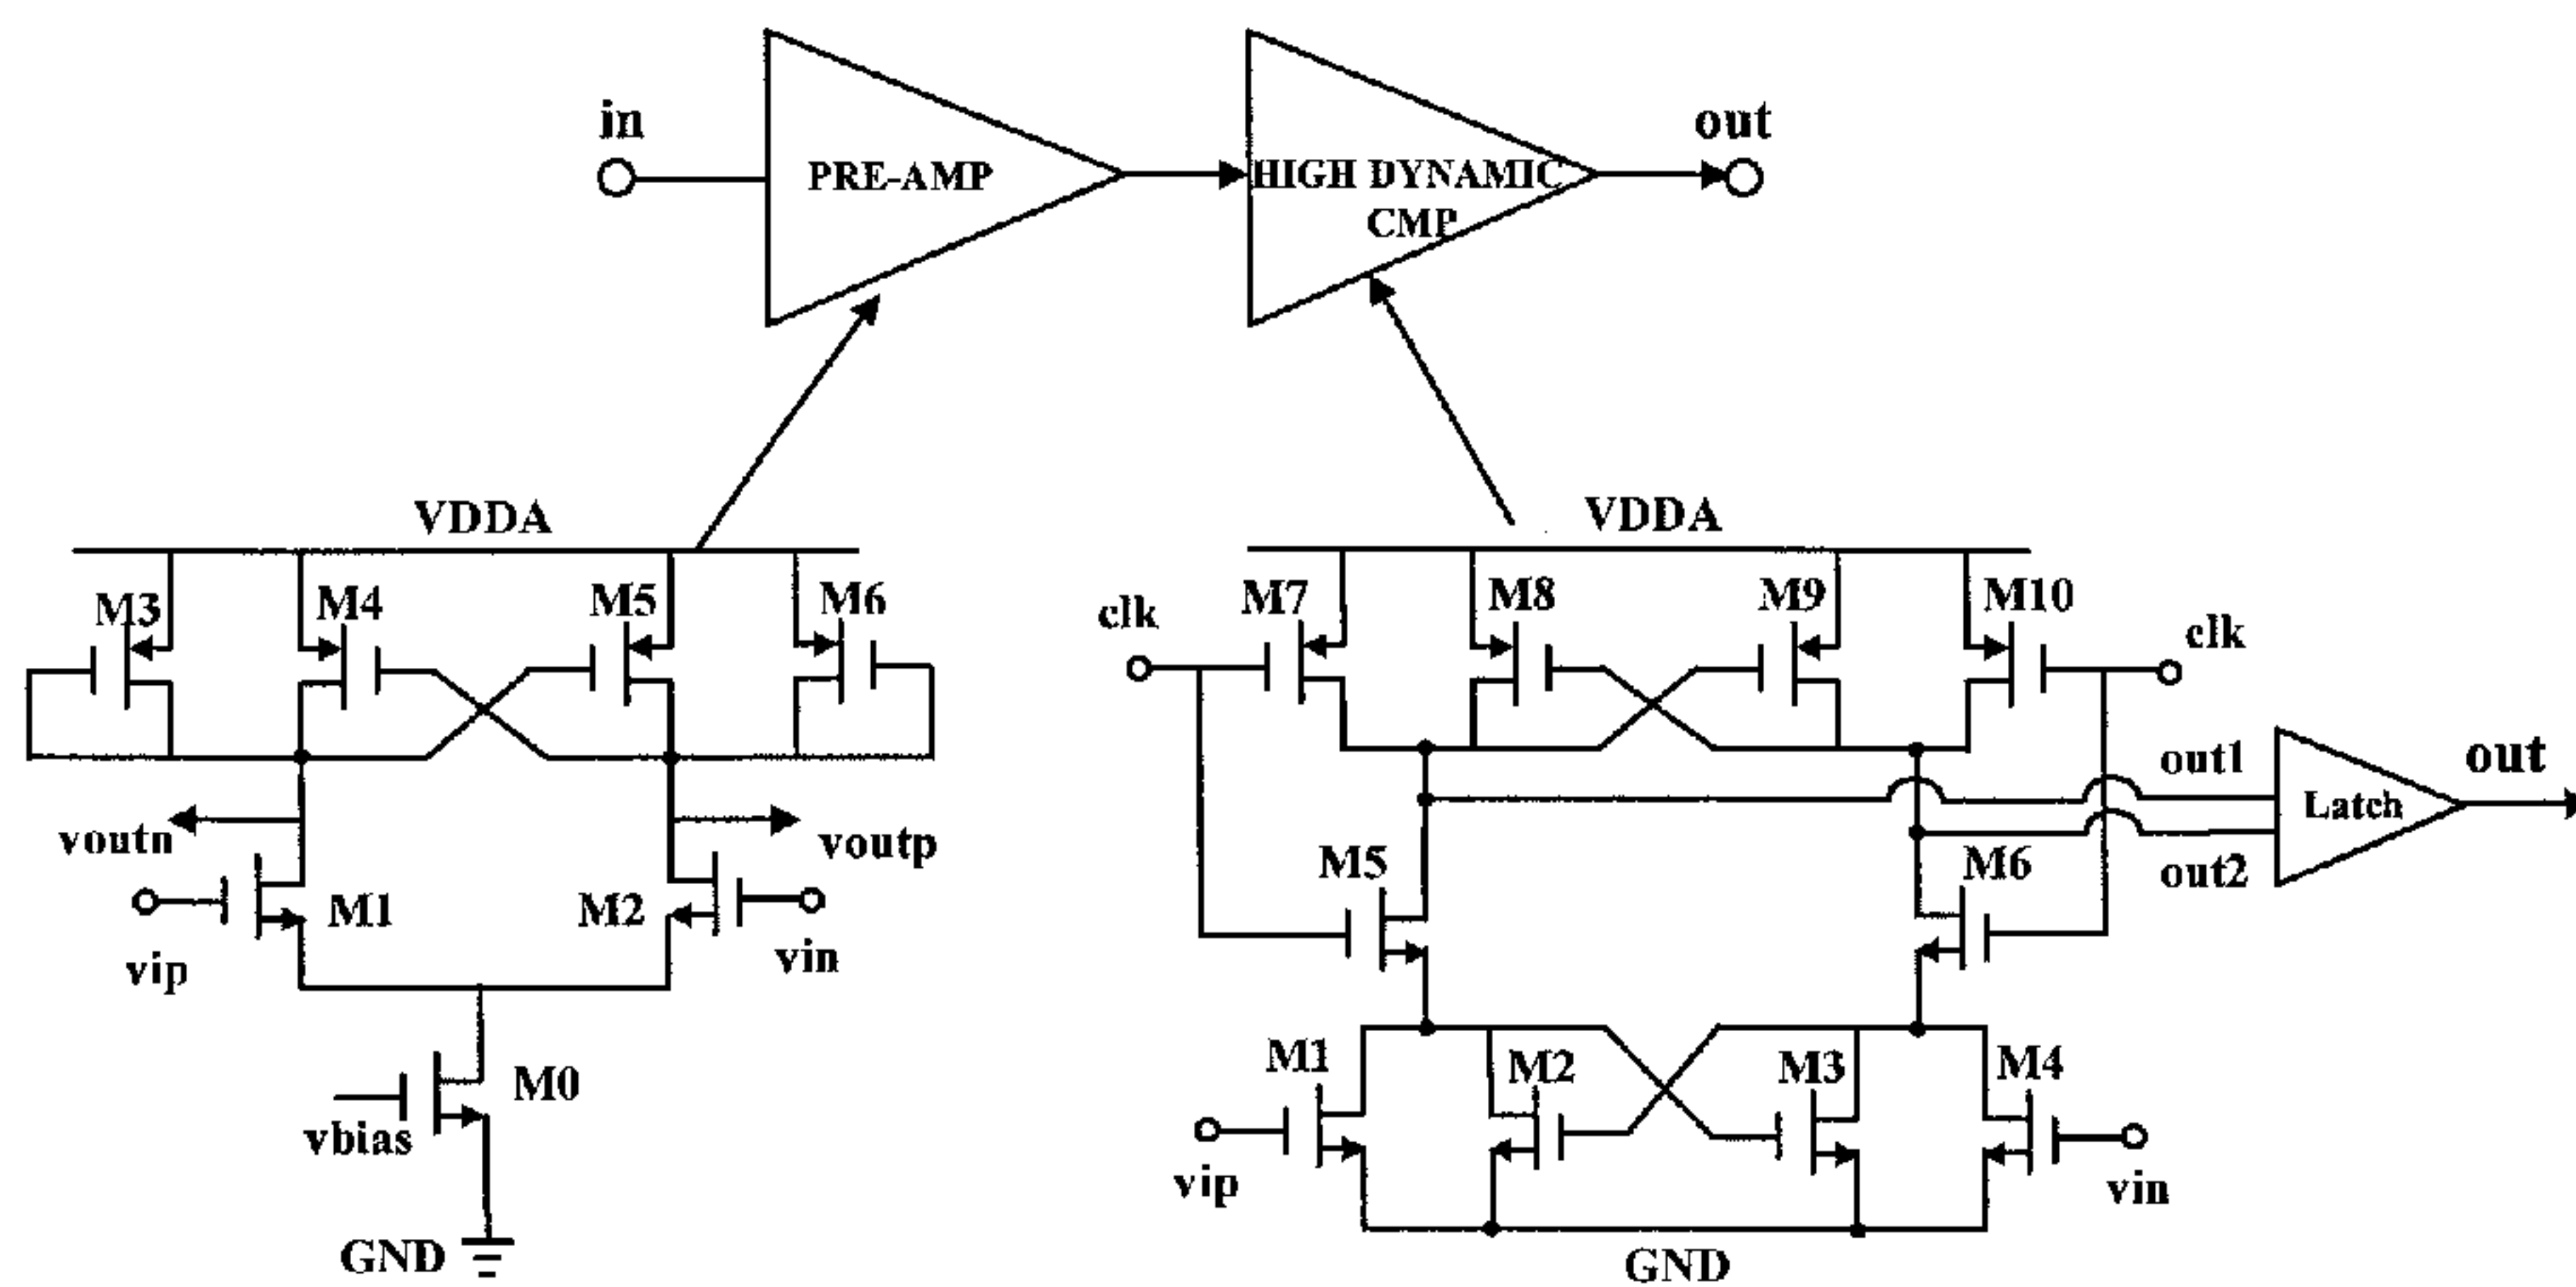 in
out
PRE-AMP
HIGH DYNAMIC
CMP
VDDA
M3
M4
M5
M6
voutn
voutp
vip
M1
M2
vin
vbias
M0
GND
VDDA
clk
M7
M8
M9
M10
clk
out1
out2
Latch
out
M5
M6
M1
M2
M3
M4
vip
vin
GND